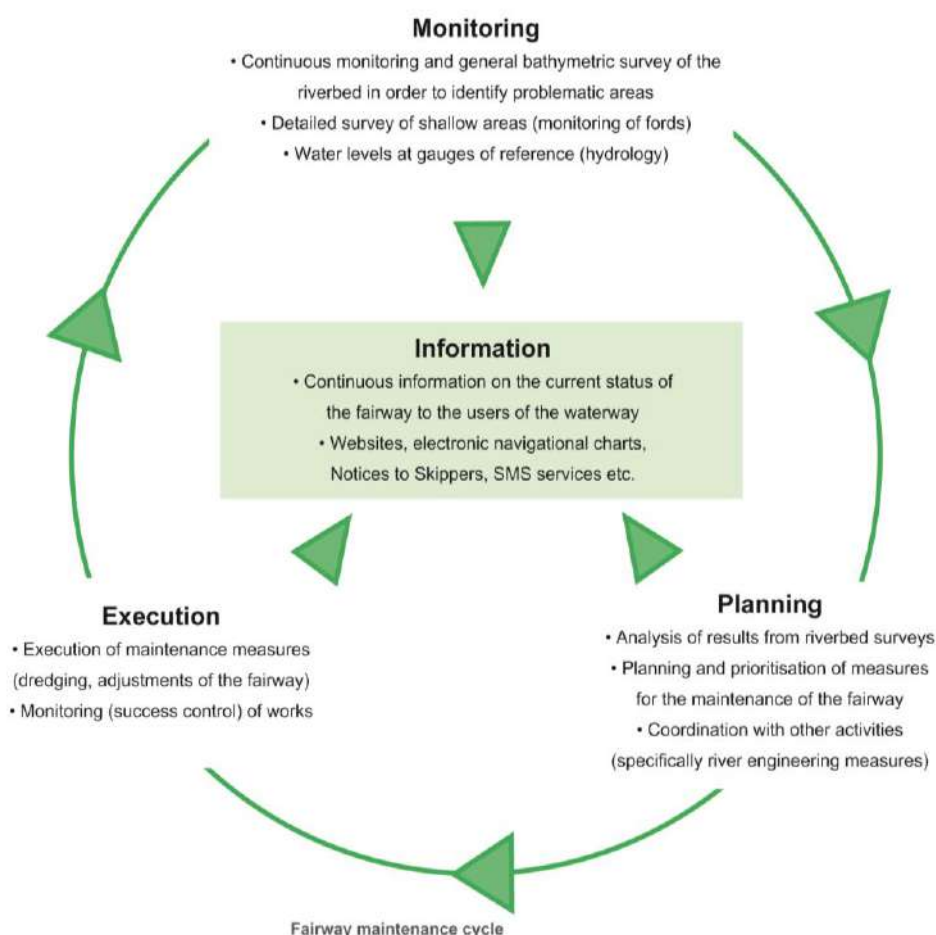 Monitoring
• Continuous monitoring and general bathymetric survey of the
riverbed in order to identify problematic areas
• Detailed survey of shallow areas (monitoring of fords)
• Water levels at gauges of reference (hydrology)
Information
• Continuous information on the current status of
the fairway to the users of the waterway
• Websites, electronic navigational charts,
Notices to Skippers, SMS services etc.
Execution
• Execution of maintenance measures
(dredging, adjustments of the fairway)
• Monitoring (success control) of works
Planning
• Analysis of results from riverbed surveys
• Planning and prioritisation of measures
for the maintenance of the fairway
• Coordination with other activities
(specifically river engineering measures)
Fairway maintenance cycle